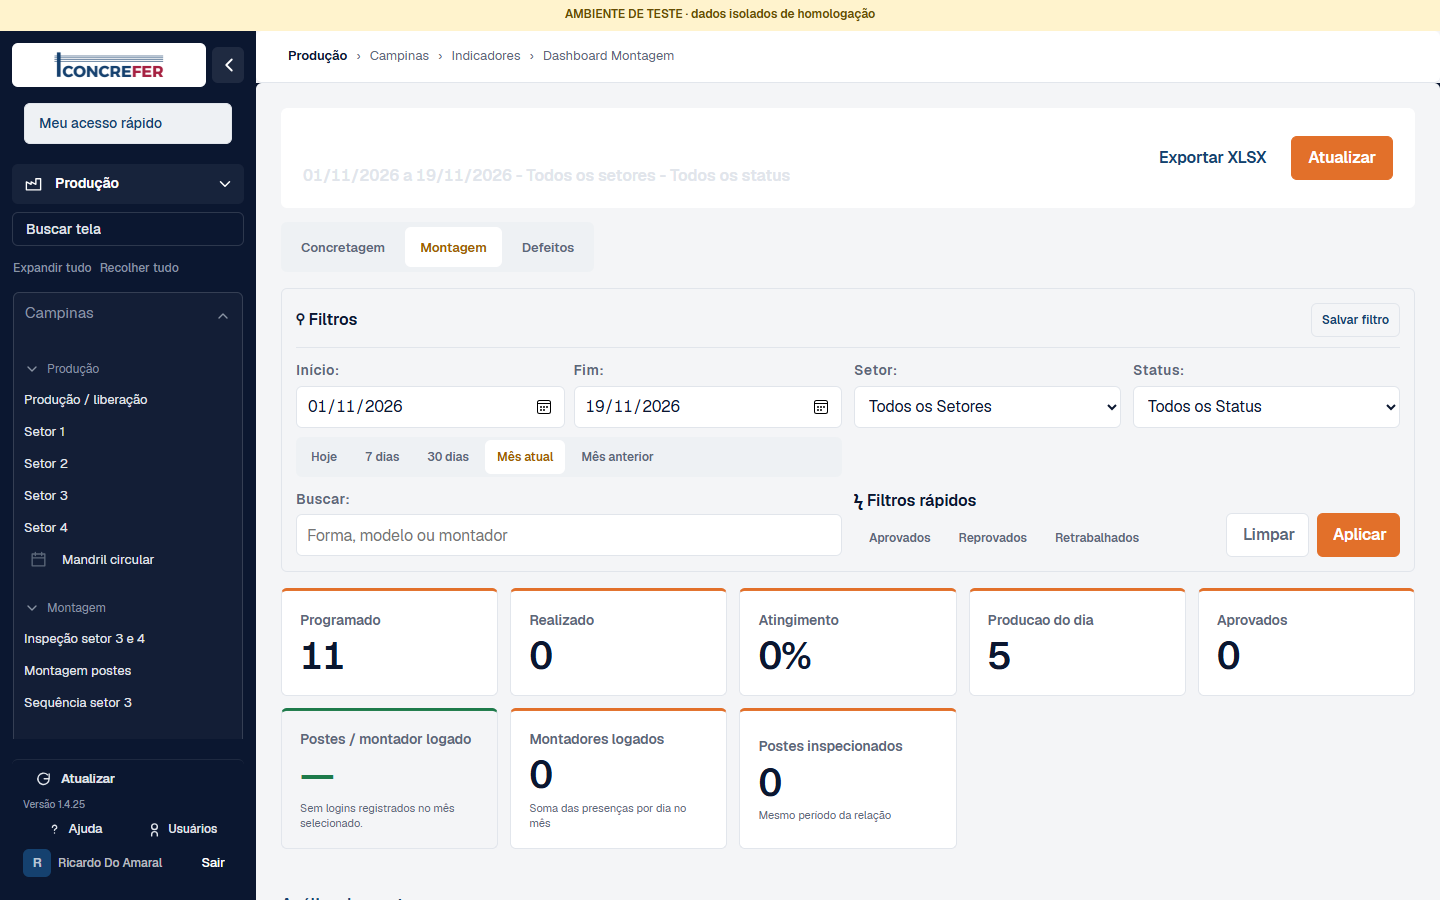 AMBIENTE DE TESTE · dados isolados de homologação
CONCREFER
Meu acesso rápido
Produção
Buscar tela
Expandir tudo Recolher tudo
Campinas
Produção
Produção / liberação
Setor 1
Setor 2
Setor 3
Setor 4
Mandril circular
Montagem
Inspeção setor 3 e 4
Montagem postes
Sequência setor 3
Atualizar
Versão 1.4.25
? Ajuda
Usuários
R Ricardo Do Amaral
Sair
Produção › Campinas › Indicadores › Dashboard Montagem
01/11/2026 a 19/11/2026 - Todos os setores - Todos os status
Exportar XLSX
Atualizar
Concretagem
Montagem
Defeitos
Filtros
Salvar filtro
Início:
Fim:
Setor:
Status:
01/11/2026
19/11/2026
Todos os Setores
Todos os Status
Hoje
7 dias
30 dias
Mês atual
Mês anterior
Buscar:
Forma, modelo ou montador
Filtros rápidos
Aprovados
Reprovados
Retrabalhados
Limpar
Aplicar
Programado
11
Realizado
0
Atingimento
0%
Producao do dia
5
Aprovados
0
Postes / montador logado
—
Sem logins registrados no mês
selecionado.
Montadores logados
0
Soma das presenças por dia no
mês
Postes inspecionados
0
Mesmo período da relação